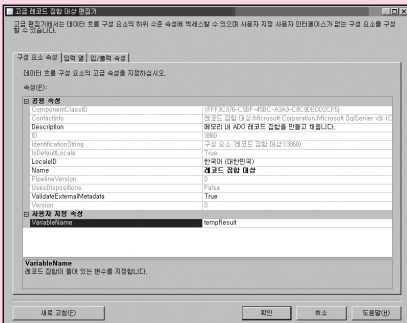 고급 레코드 집합 대상 편집기
고급 편집기에서는 데이터 흐름 구성 요소의 하위 수준 속성에 액세스할 수 있으며 사용자 지정 사용자 인터페이스가 없는 구성 요소를 구성
할 수 있습니다.
구성 요소 속성 입력 열 입/출력 속성
데이터 흐름 구성 요소의 고급 속성을 지정하십시오.
속성(P):
공용 속성
ComponentClassID
ContactInfo 레코드 집합 대상;Microsoft Corporation;Microsoft SqlServer v9; (C
Description 메모리 내 ADO 레코드 집합을 만들고 채웁니다.
ID 3860
IdentificationString 구성 요소 "레코드 집합 대상"(3860)
IsDefaultLocale True
LocaleID 한국어 (대한민국)
Name 레코드 집합 대상
PipelineVersion 0
UsesDispositions False
ValidateExternalMetadata True
Version 0
사용자 지정 속성
VariableName tempResult
VariableName
레코드 집합이 들어 있는 변수를 지정합니다.
새로 고침(F) 확인 취소 도움말(H)